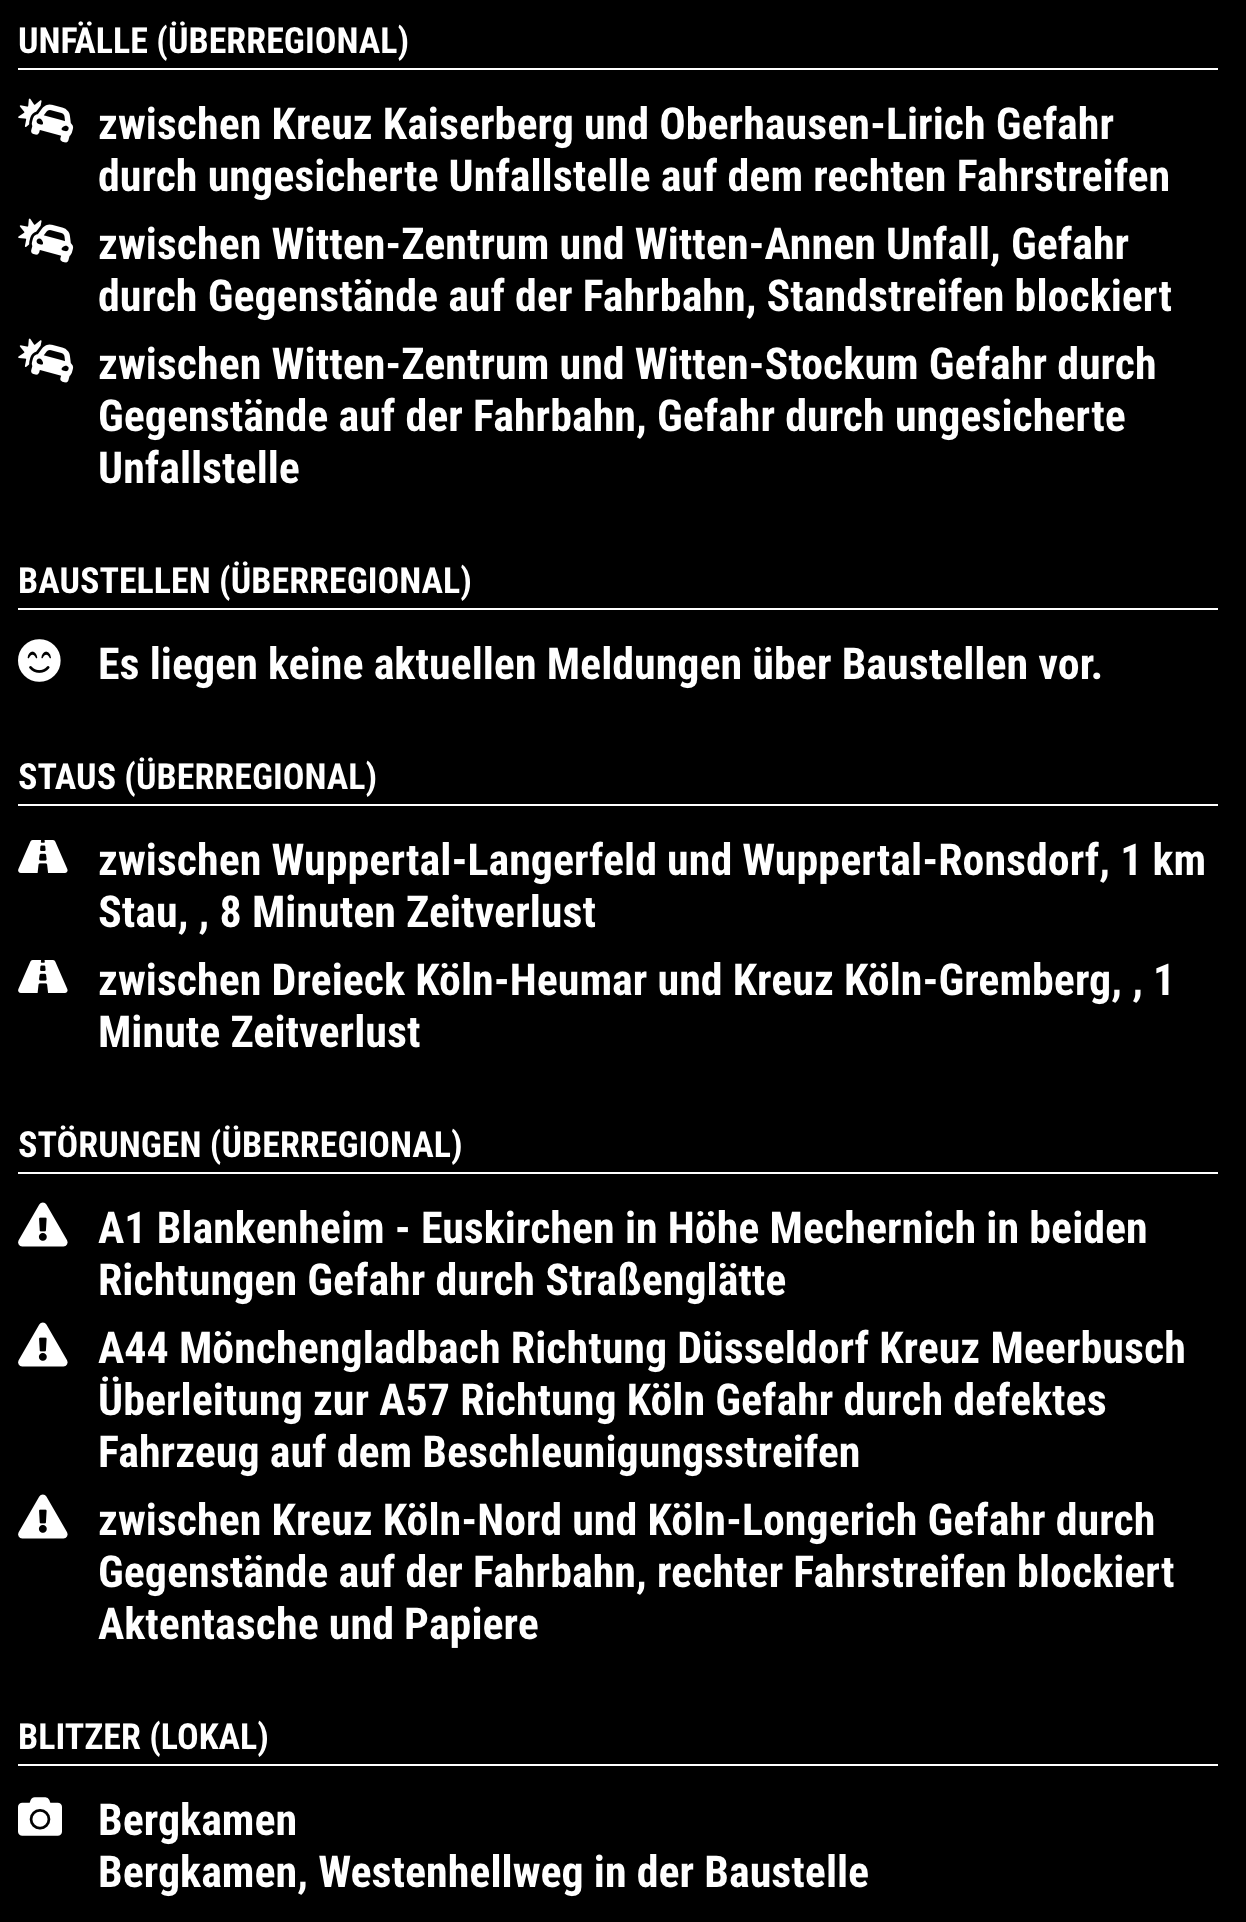 UNFÄLLE (ÜBERREGIONAL)
zwischen Kreuz Kaiserberg und Oberhausen-Lirich Gefahr
durch ungesicherte Unfallstelle auf dem rechten Fahrstreifen
zwischen Witten-Zentrum und Witten-Annen Unfall, Gefahr
durch Gegenstände auf der Fahrbahn, Standstreifen blockiert
zwischen Witten-Zentrum und Witten-Stockum Gefahr durch
Gegenstände auf der Fahrbahn, Gefahr durch ungesicherte
Unfallstelle
BAUSTELLEN (ÜBERREGIONAL)
Es liegen keine aktuellen Meldungen über Baustellen vor.
STAUS (ÜBERREGIONAL)
zwischen Wuppertal-Langerfeld und Wuppertal-Ronsdorf, 1 km
Stau, , 8 Minuten Zeitverlust
zwischen Dreieck Köln-Heumar und Kreuz Köln-Gremberg, , 1
Minute Zeitverlust
STÖRUNGEN (ÜBERREGIONAL)
A1 Blankenheim - Euskirchen in Höhe Mechernich in beiden
Richtungen Gefahr durch Straßenglätte
A44 Mönchengladbach Richtung Düsseldorf Kreuz Meerbusch
Überleitung zur A57 Richtung Köln Gefahr durch defektes
Fahrzeug auf dem Beschleunigungsstreifen
zwischen Kreuz Köln-Nord und Köln-Longerich Gefahr durch
Gegenstände auf der Fahrbahn, rechter Fahrstreifen blockiert
Aktentasche und Papiere
BLITZER (LOKAL)
Bergkamen
Bergkamen, Westenhellweg in der Baustelle